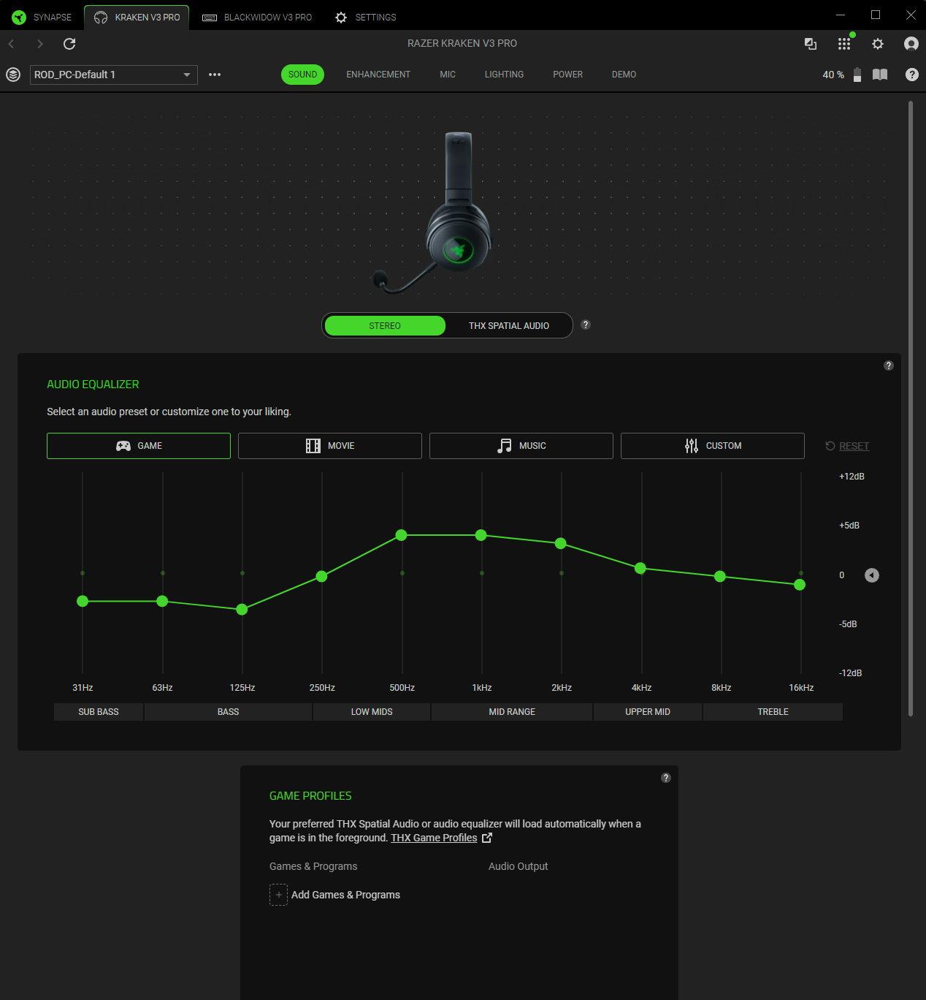 SYNAPSE
KRAKEN V3 PRO
BLACKWIDOW V3 PRO
SETTINGS
RAZER KRAKEN V3 PRO
ROD_PC-Default 1
SOUND
ENHANCEMENT
MIC
LIGHTING
POWER
DEMO
40 %
STEREO
THX SPATIAL AUDIO
AUDIO EQUALIZER
Select an audio preset or customize one to your liking.
GAME
MOVIE
MUSIC
CUSTOM
RESET
+12dB
+5dB
0
-5dB
-12dB
31Hz
63Hz
125Hz
250Hz
500Hz
1kHz
2kHz
4kHz
8kHz
16kHz
SUB BASS
BASS
LOW MIDS
MID RANGE
UPPER MID
TREBLE
GAME PROFILES
Your preferred THX Spatial Audio or audio equalizer will load automatically when a
game is in the foreground. THX Game Profiles
Games & Programs
Audio Output
Add Games & Programs